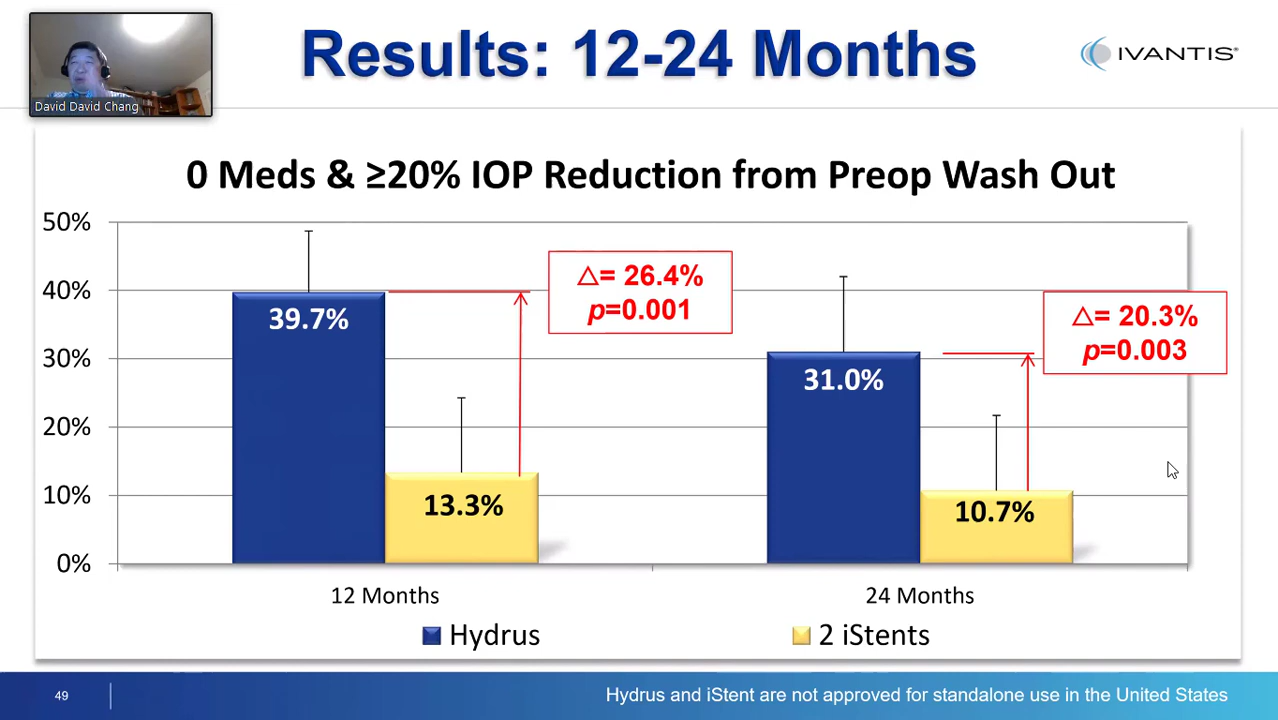 David David Chang
Results: 12-24 Months
IVANTIS®
0 Meds & ≥20% IOP Reduction from Preop Wash Out
50%
40%
30%
20%
10%
0%
39.7%
13.3%
△= 26.4%
p=0.001
31.0%
10.7%
△= 20.3%
p=0.003
12 Months
24 Months
Hydrus
2 iStents
49
Hydrus and iStent are not approved for standalone use in the United States